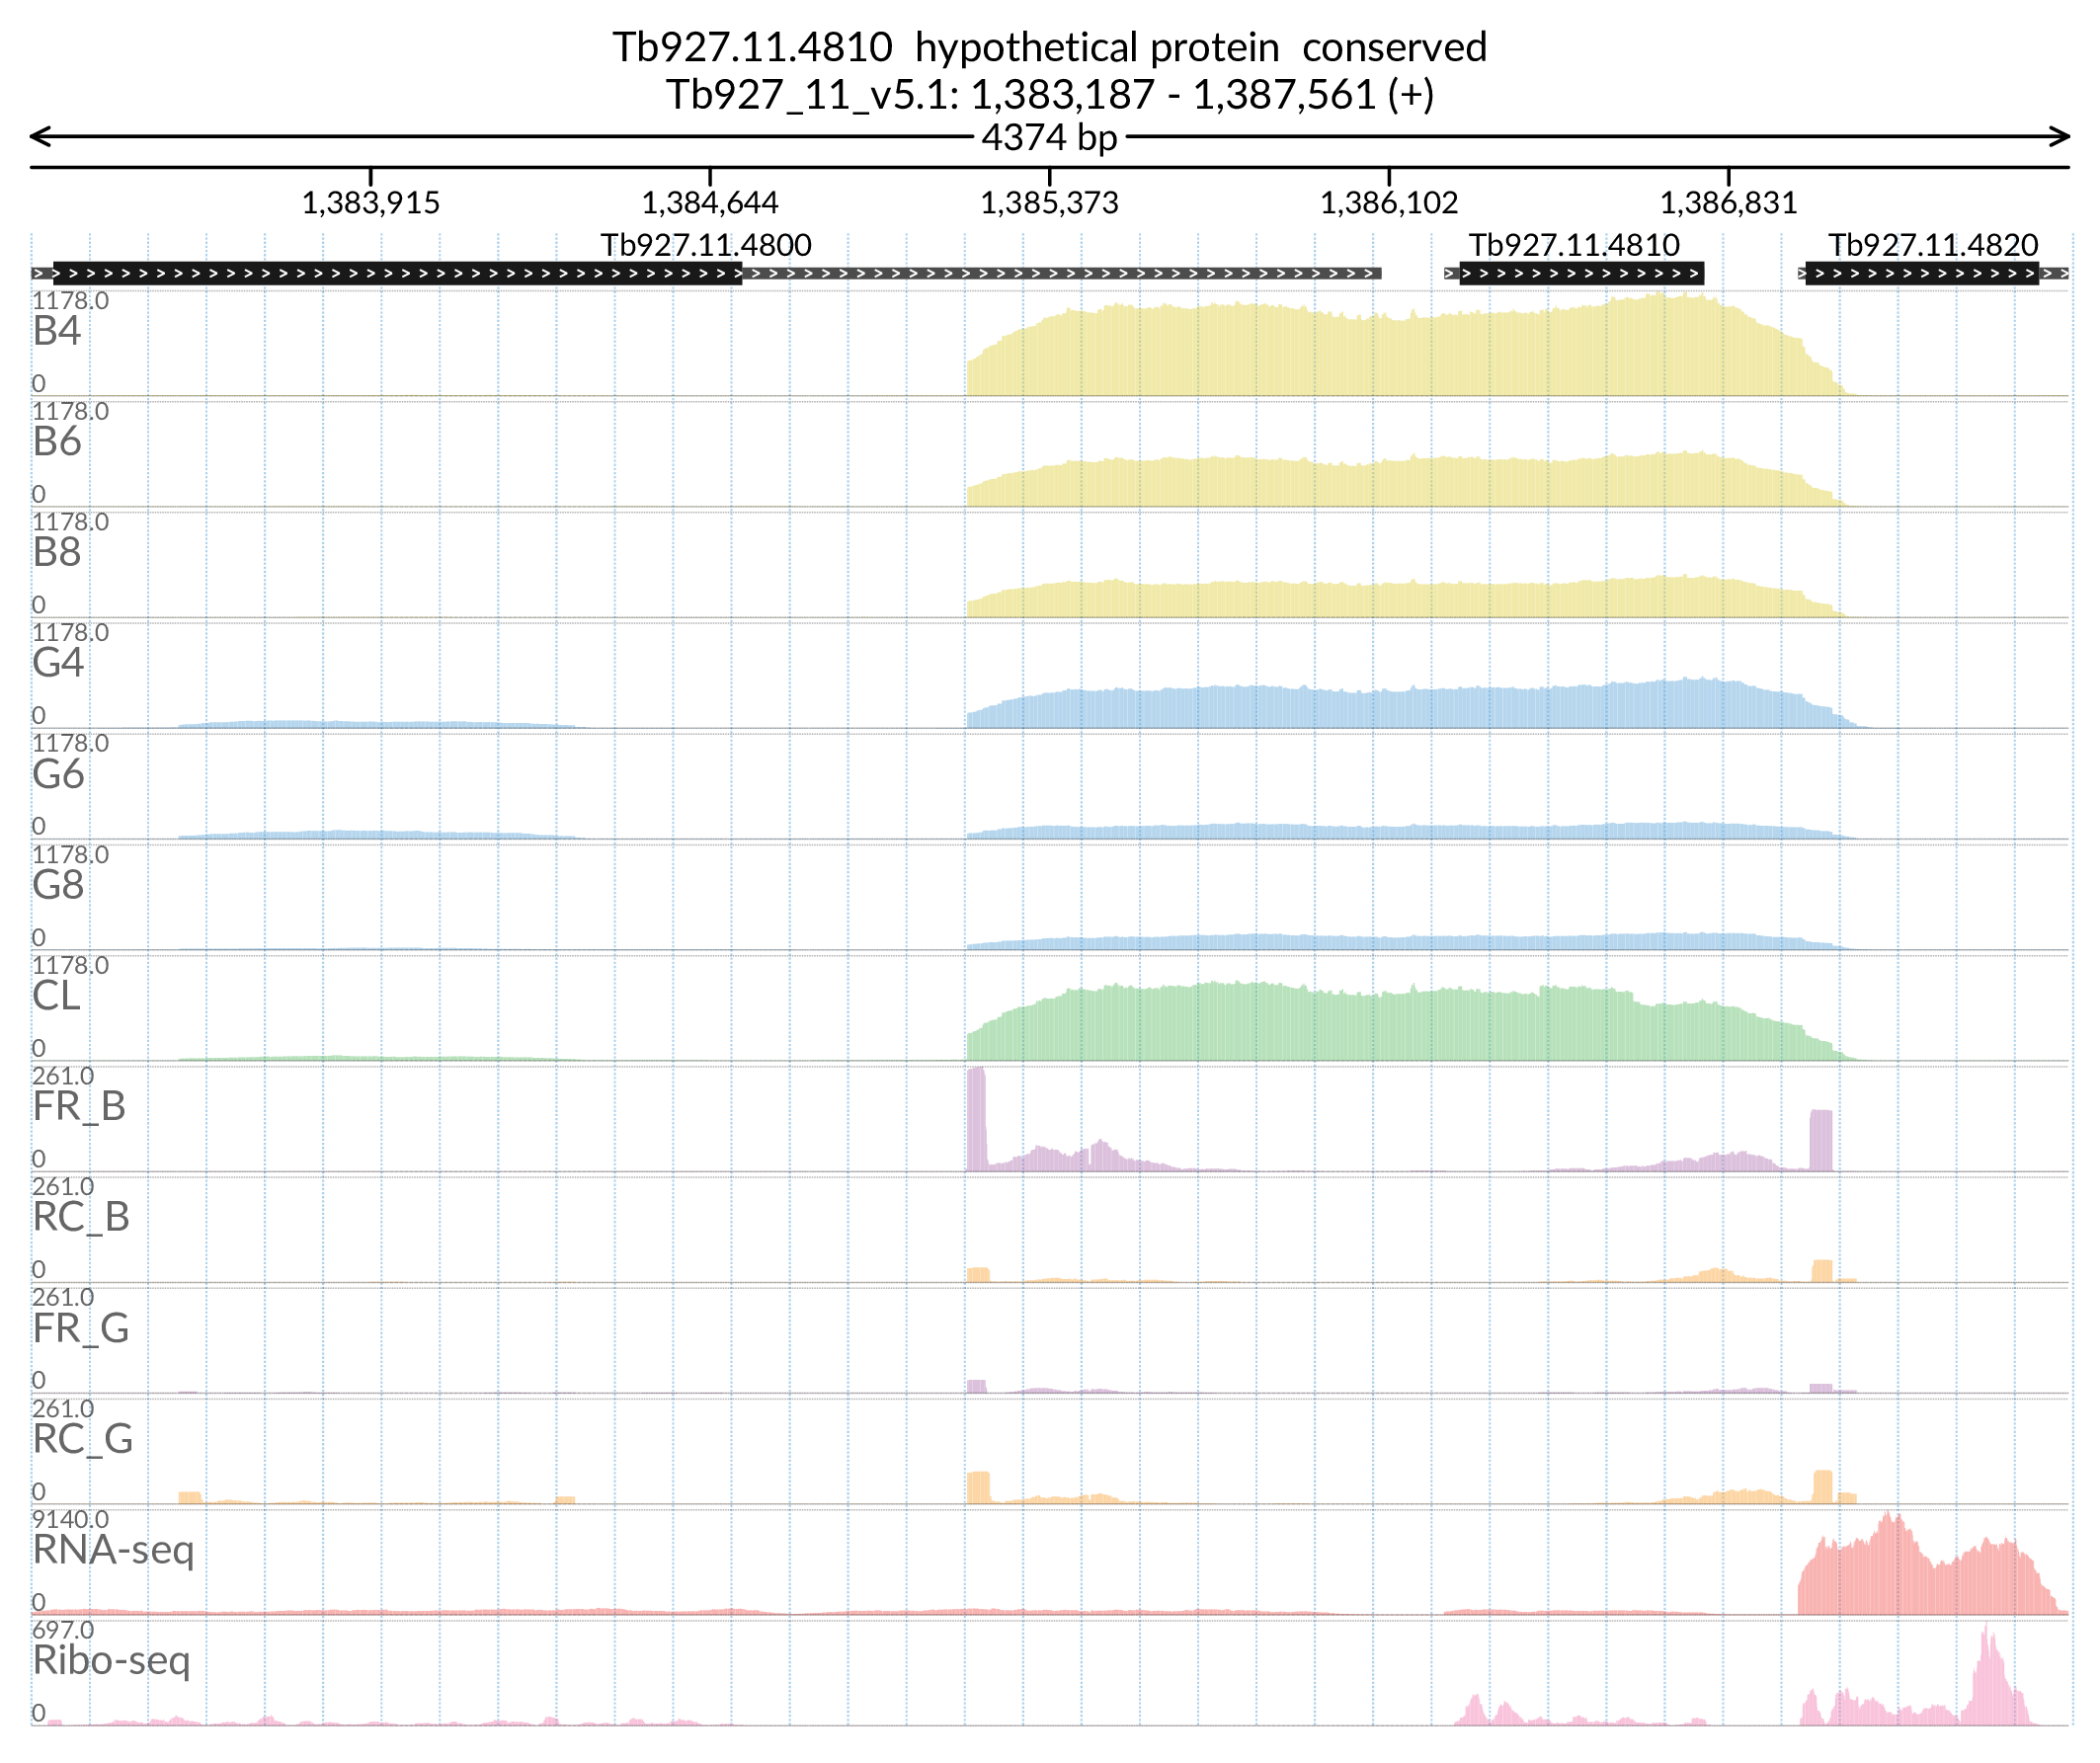 Tb927.11.4810 hypothetical protein conserved
Tb927_11_v5.1: 1,383,187 - 1,387,561 (+)
4374 bp
1,383,915 1,384,644 1,385,373 1,386,102 1,386,831
Tb927.11.4800 Tb927.11.4810 Tb927.11.4820
1178.0
B4
0
1178.0
B6
0
1178.0
B8
0
1178.0
G4
0
1178.0
G6
0
1178.0
G8
0
1178.0
CL
0
261.0
FR_B
0
261.0
RC_B
0
261.0
FR_G
0
261.0
RC_G
0
9140.0
RNA-seq
0
697.0
Ribo-seq
0